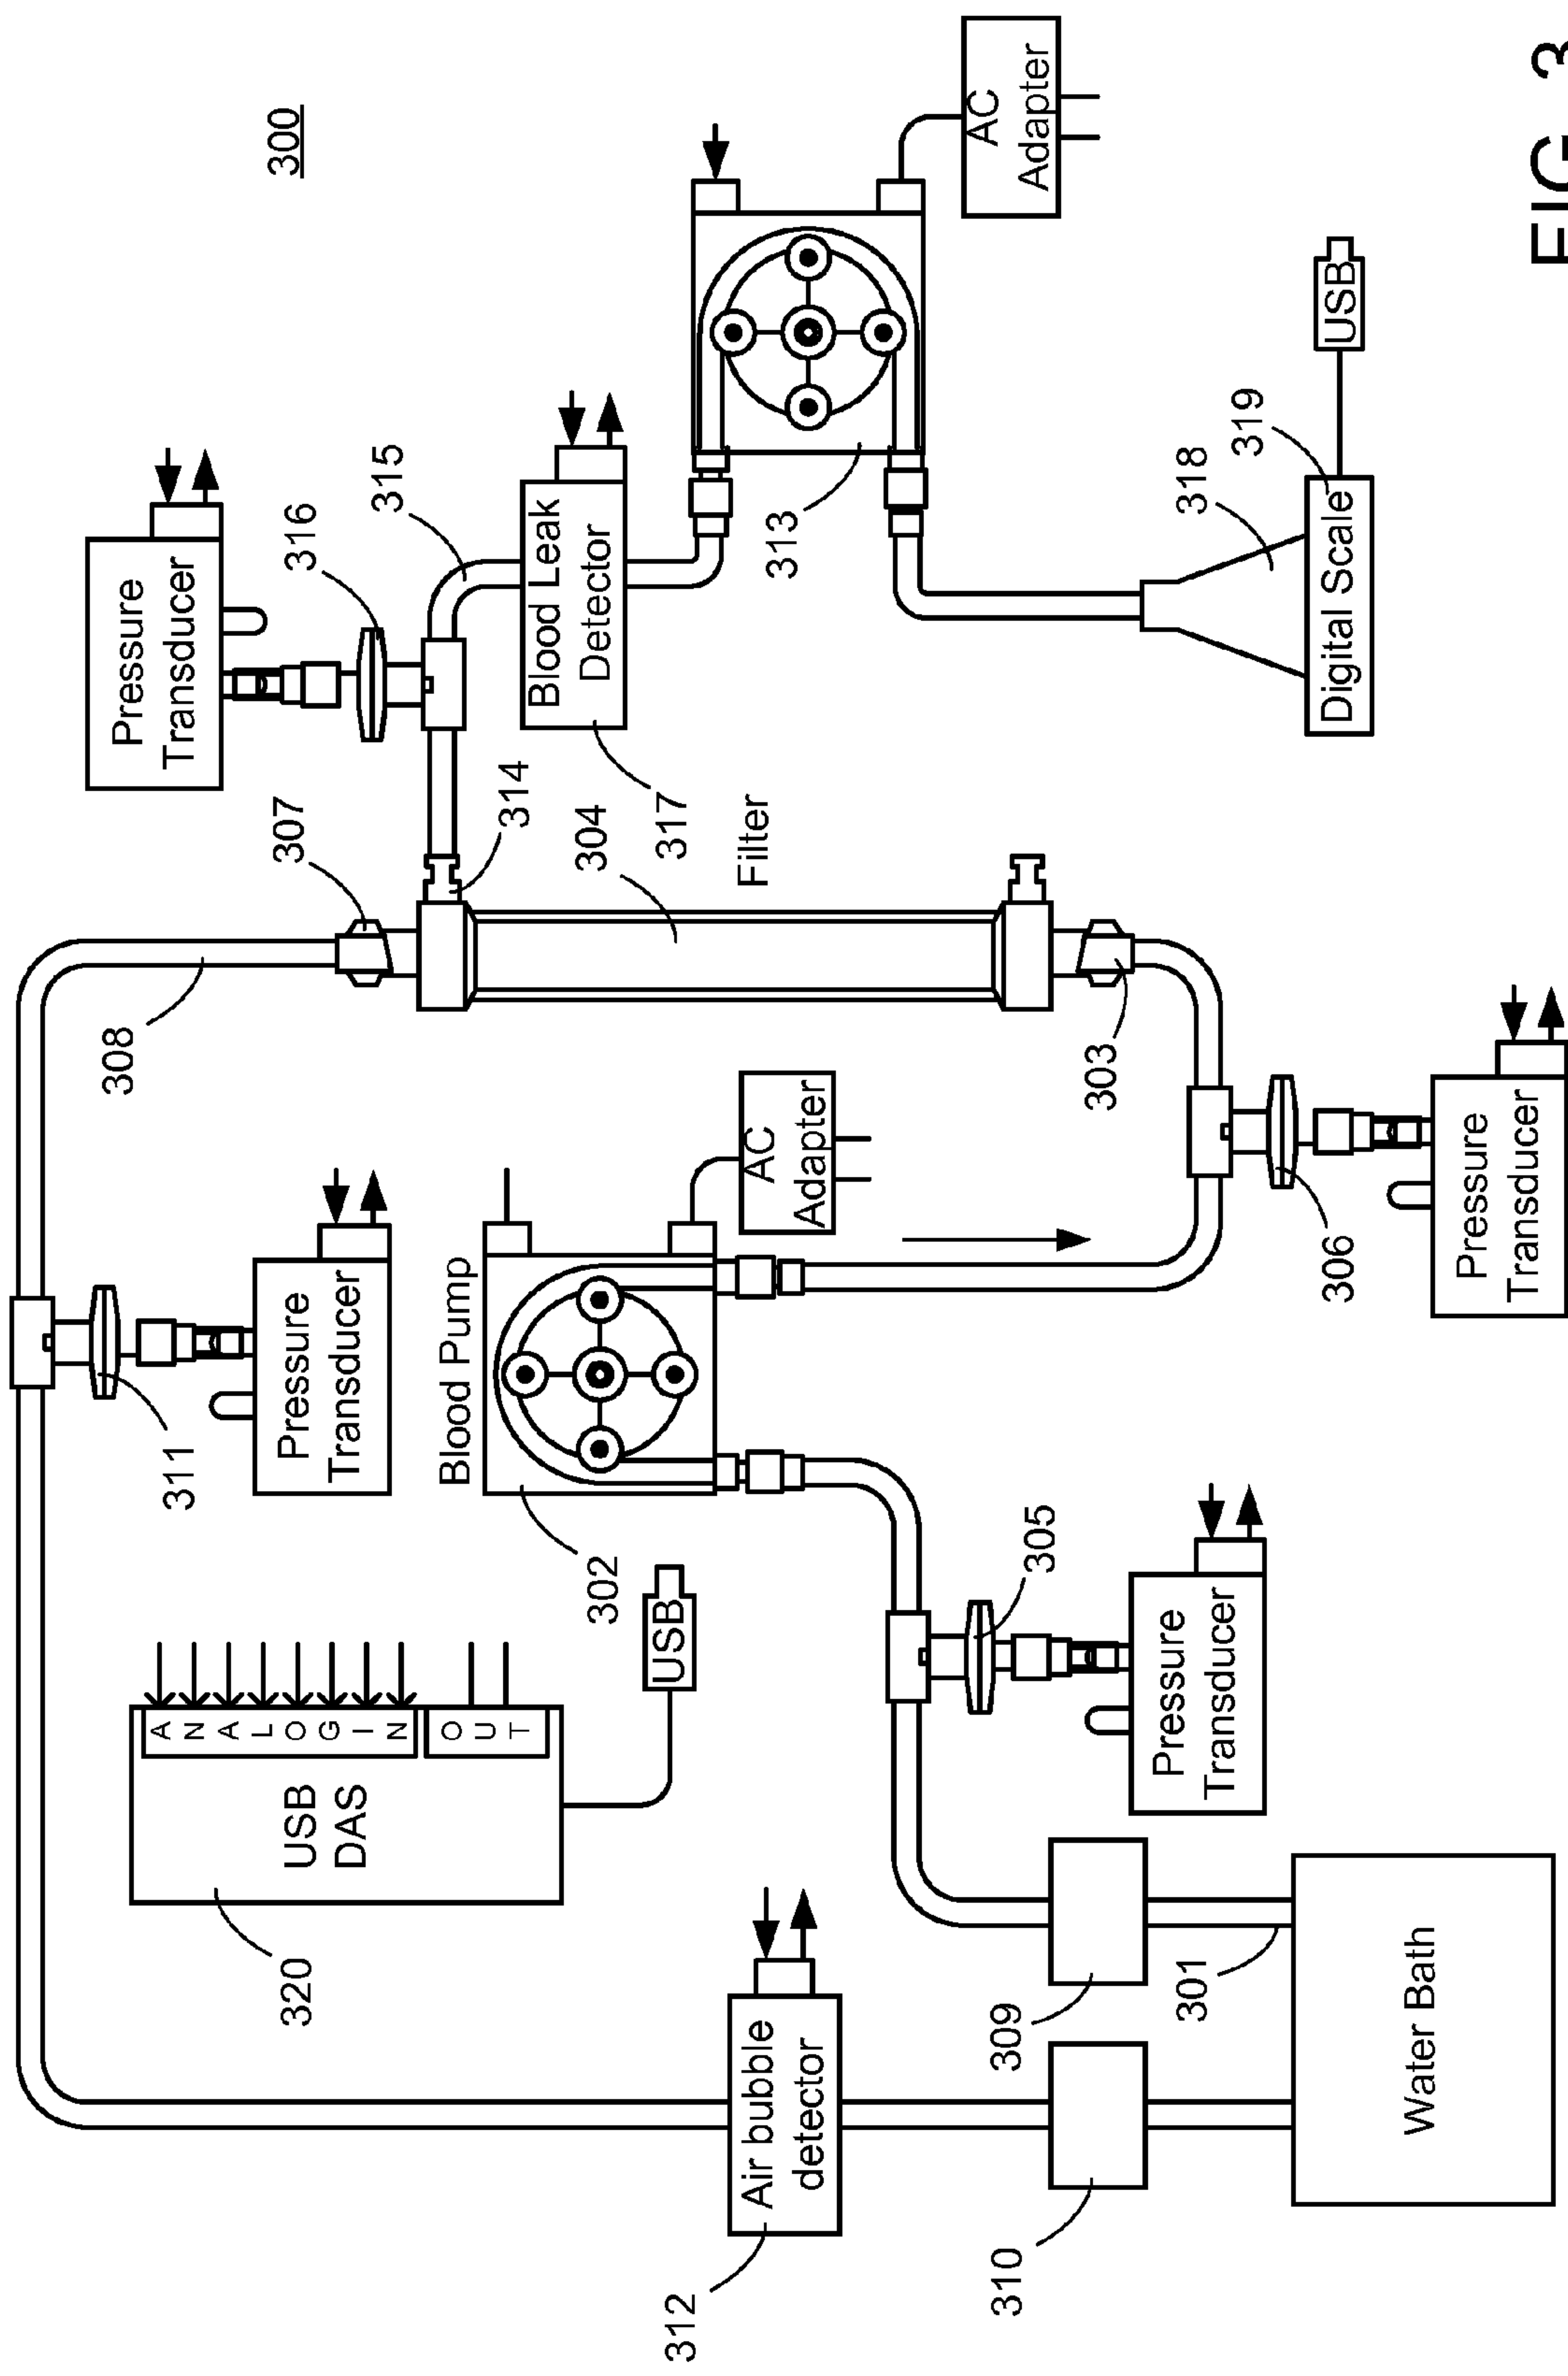 300
308
307
Pressure
Transducer
316
315
311
Pressure
Transducer
320
USB
DAS
ANALOG IN
OUT
USB
302
Blood Pump
AC
Adapter
314
304
Filter
317
Blood Leak
Detector
313
AC
Adapter
312
Air bubble
detector
310
309
301
305
Pressure
Transducer
303
306
Pressure
Transducer
318
319
Digital Scale
USB
Water Bath
FIG 3